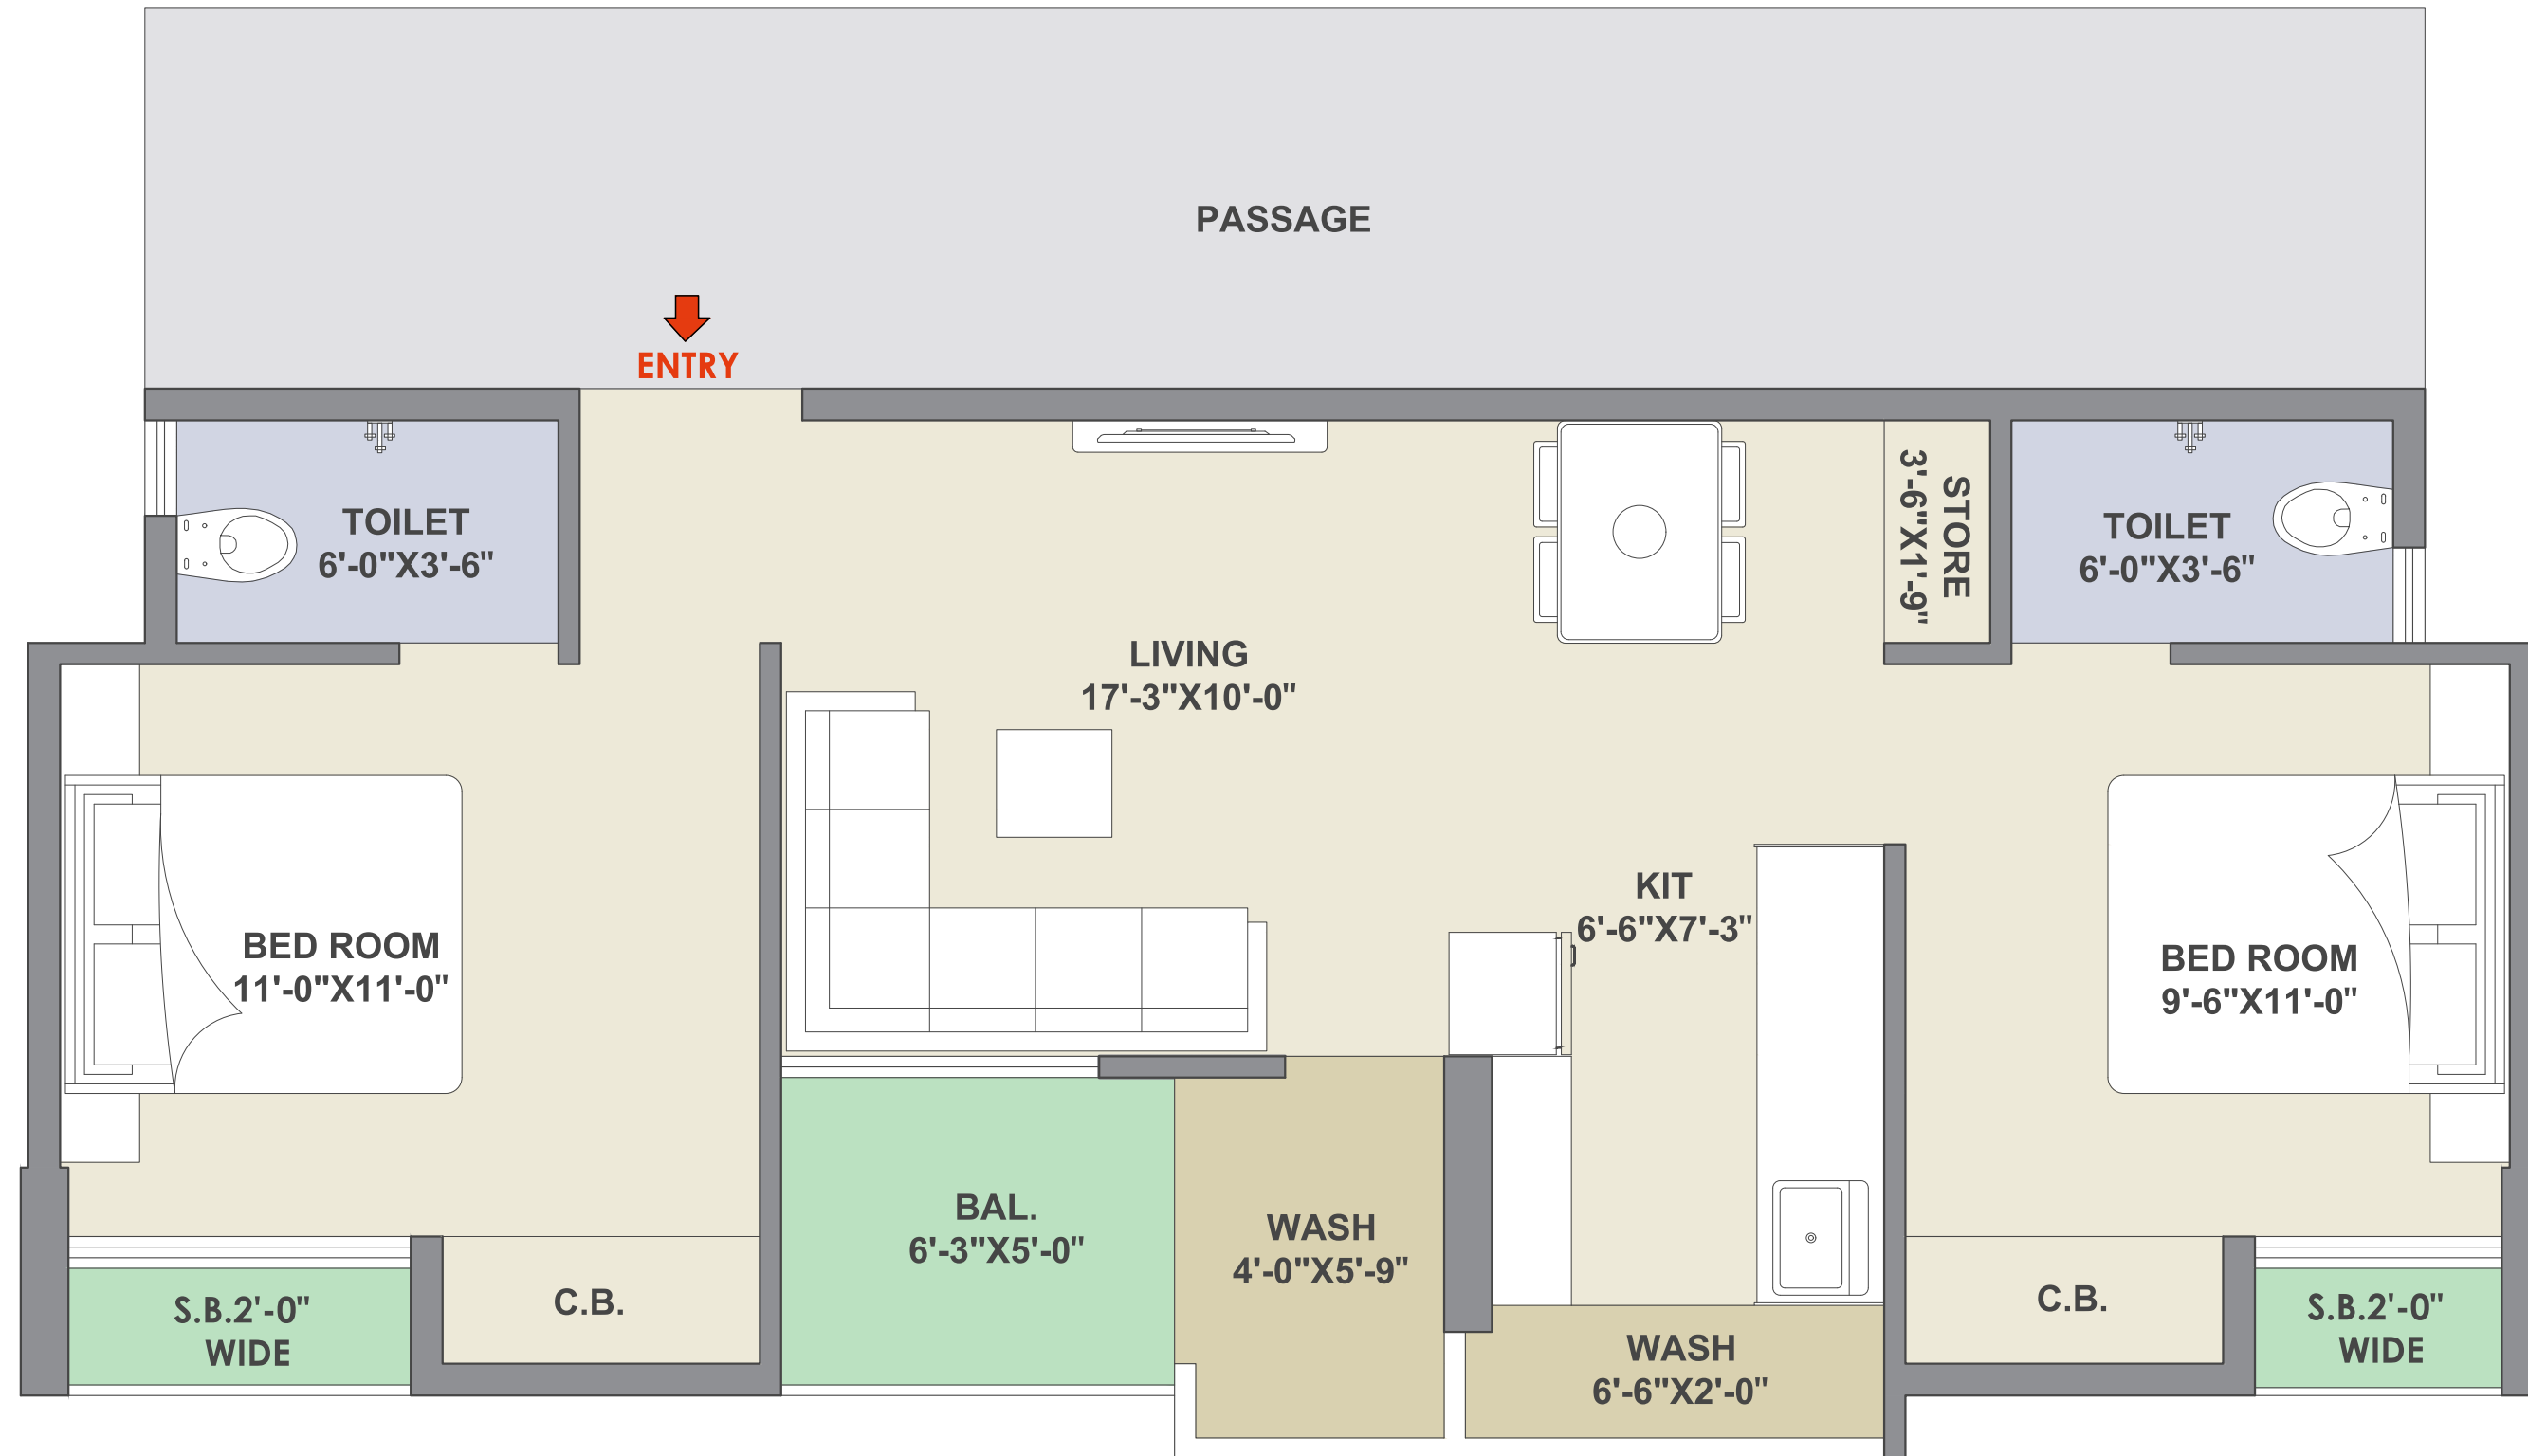 PASSAGE
ENTRY
TOILET
6'-0"X3'-6"
STORE
3'-6"X1'-9"
TOILET
6'-0"X3'-6"
LIVING
17'-3"X10'-0"
KIT
6'-6"X7'-3"
BED ROOM
11'-0"X11'-0"
BED ROOM
9'-6"X11'-0"
BAL.
6'-3"X5'-0"
WASH
4'-0"X5'-9"
S.B.2'-0"
WIDE
C.B.
WASH
6'-6"X2'-0"
C.B.
S.B.2'-0"
WIDE